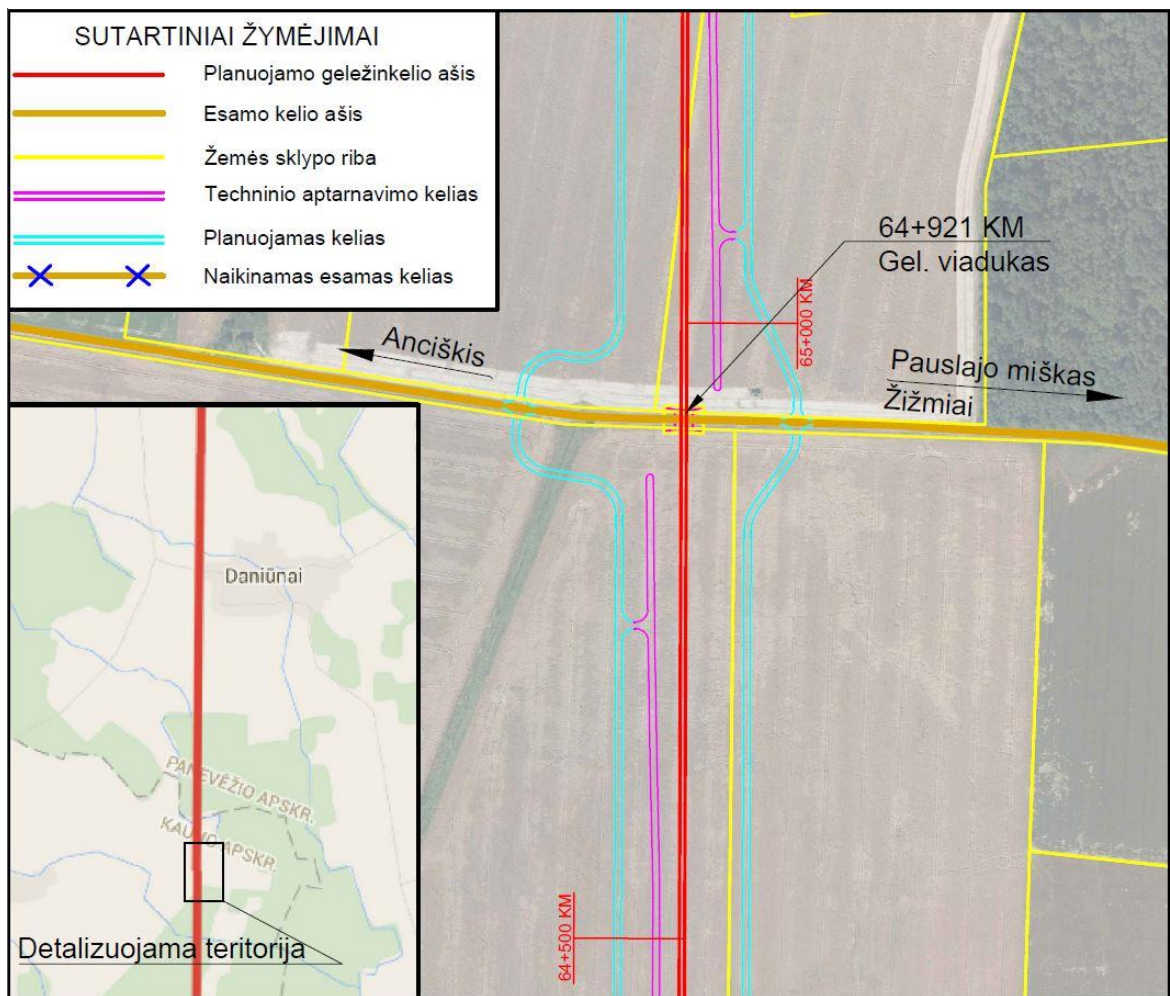 SUTARTINIAI ŽYMĖJIMAI
Planuojamo geležinkelio ašis
Esamo kelio ašis
Žemės sklypo riba
Techninio aptarnavimo kelias
Planuojamas kelias
Naikinamas esamas kelias
64+921 KM
Gel. viadukas
65+000 KM
Anciškis
Pauslajo miškas
Žižmiai
Daniūnai
PANEVĖŽIO APSKR.
KAUNO APSKR.
Detalizuojama teritorija
64+500 KM